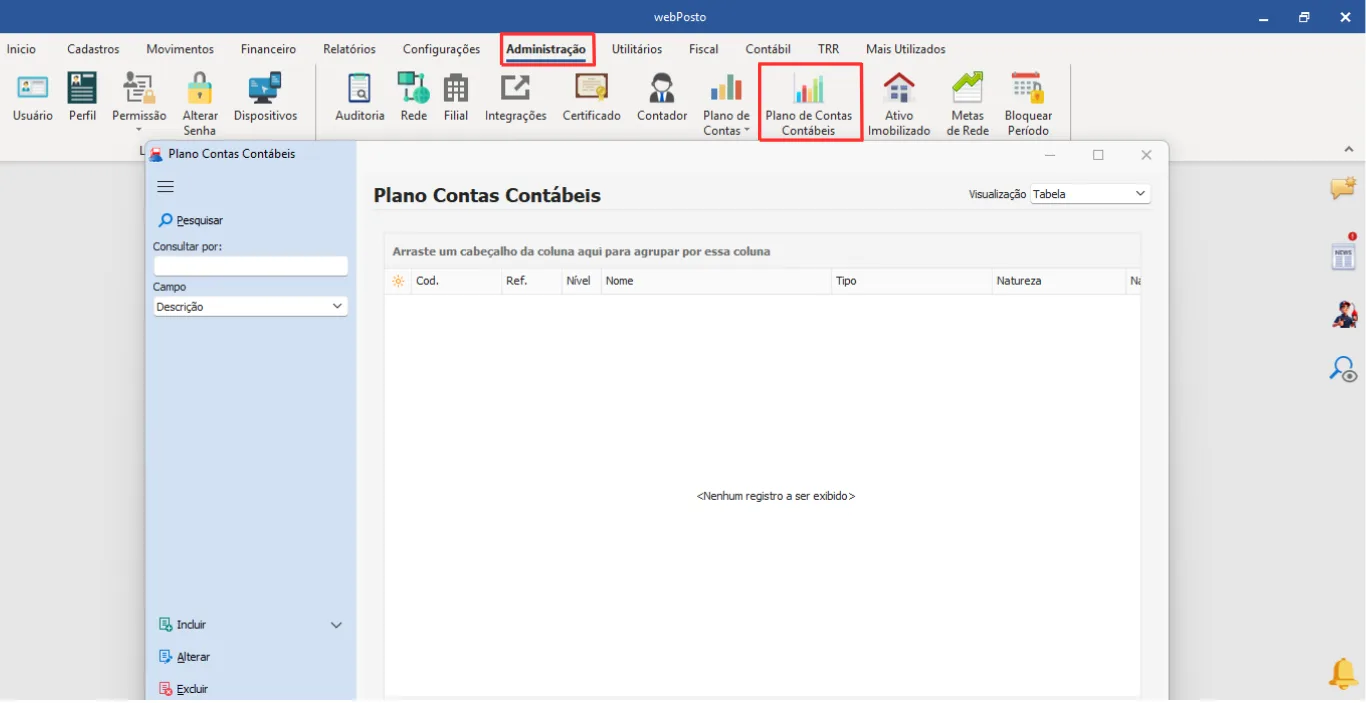 webPosto
Inicio Cadastros Movimentos Financeiro Relatórios Configurações Administração Utilitários Fiscal Contábil TRR Mais Utilizados
Usuário Perfil Permissão Alterar Senha Dispositivos Auditoria Rede Filial Integrações Certificado Contador Plano de Contas Plano de Contas Contábeis Ativo Imobilizado Metas de Rede Bloquear Período
L
Plano Contas Contábeis
Plano Contas Contábeis
Visualização Tabela
Pesquisar
Consultar por:
Campo
Descrição
Arraste um cabeçalho da coluna aqui para agrupar por essa coluna
Cod. Ref. Nível Nome Tipo Natureza Na
<Nenhum registro a ser exibido>
Incluir
Alterar
Excluir
NEWS